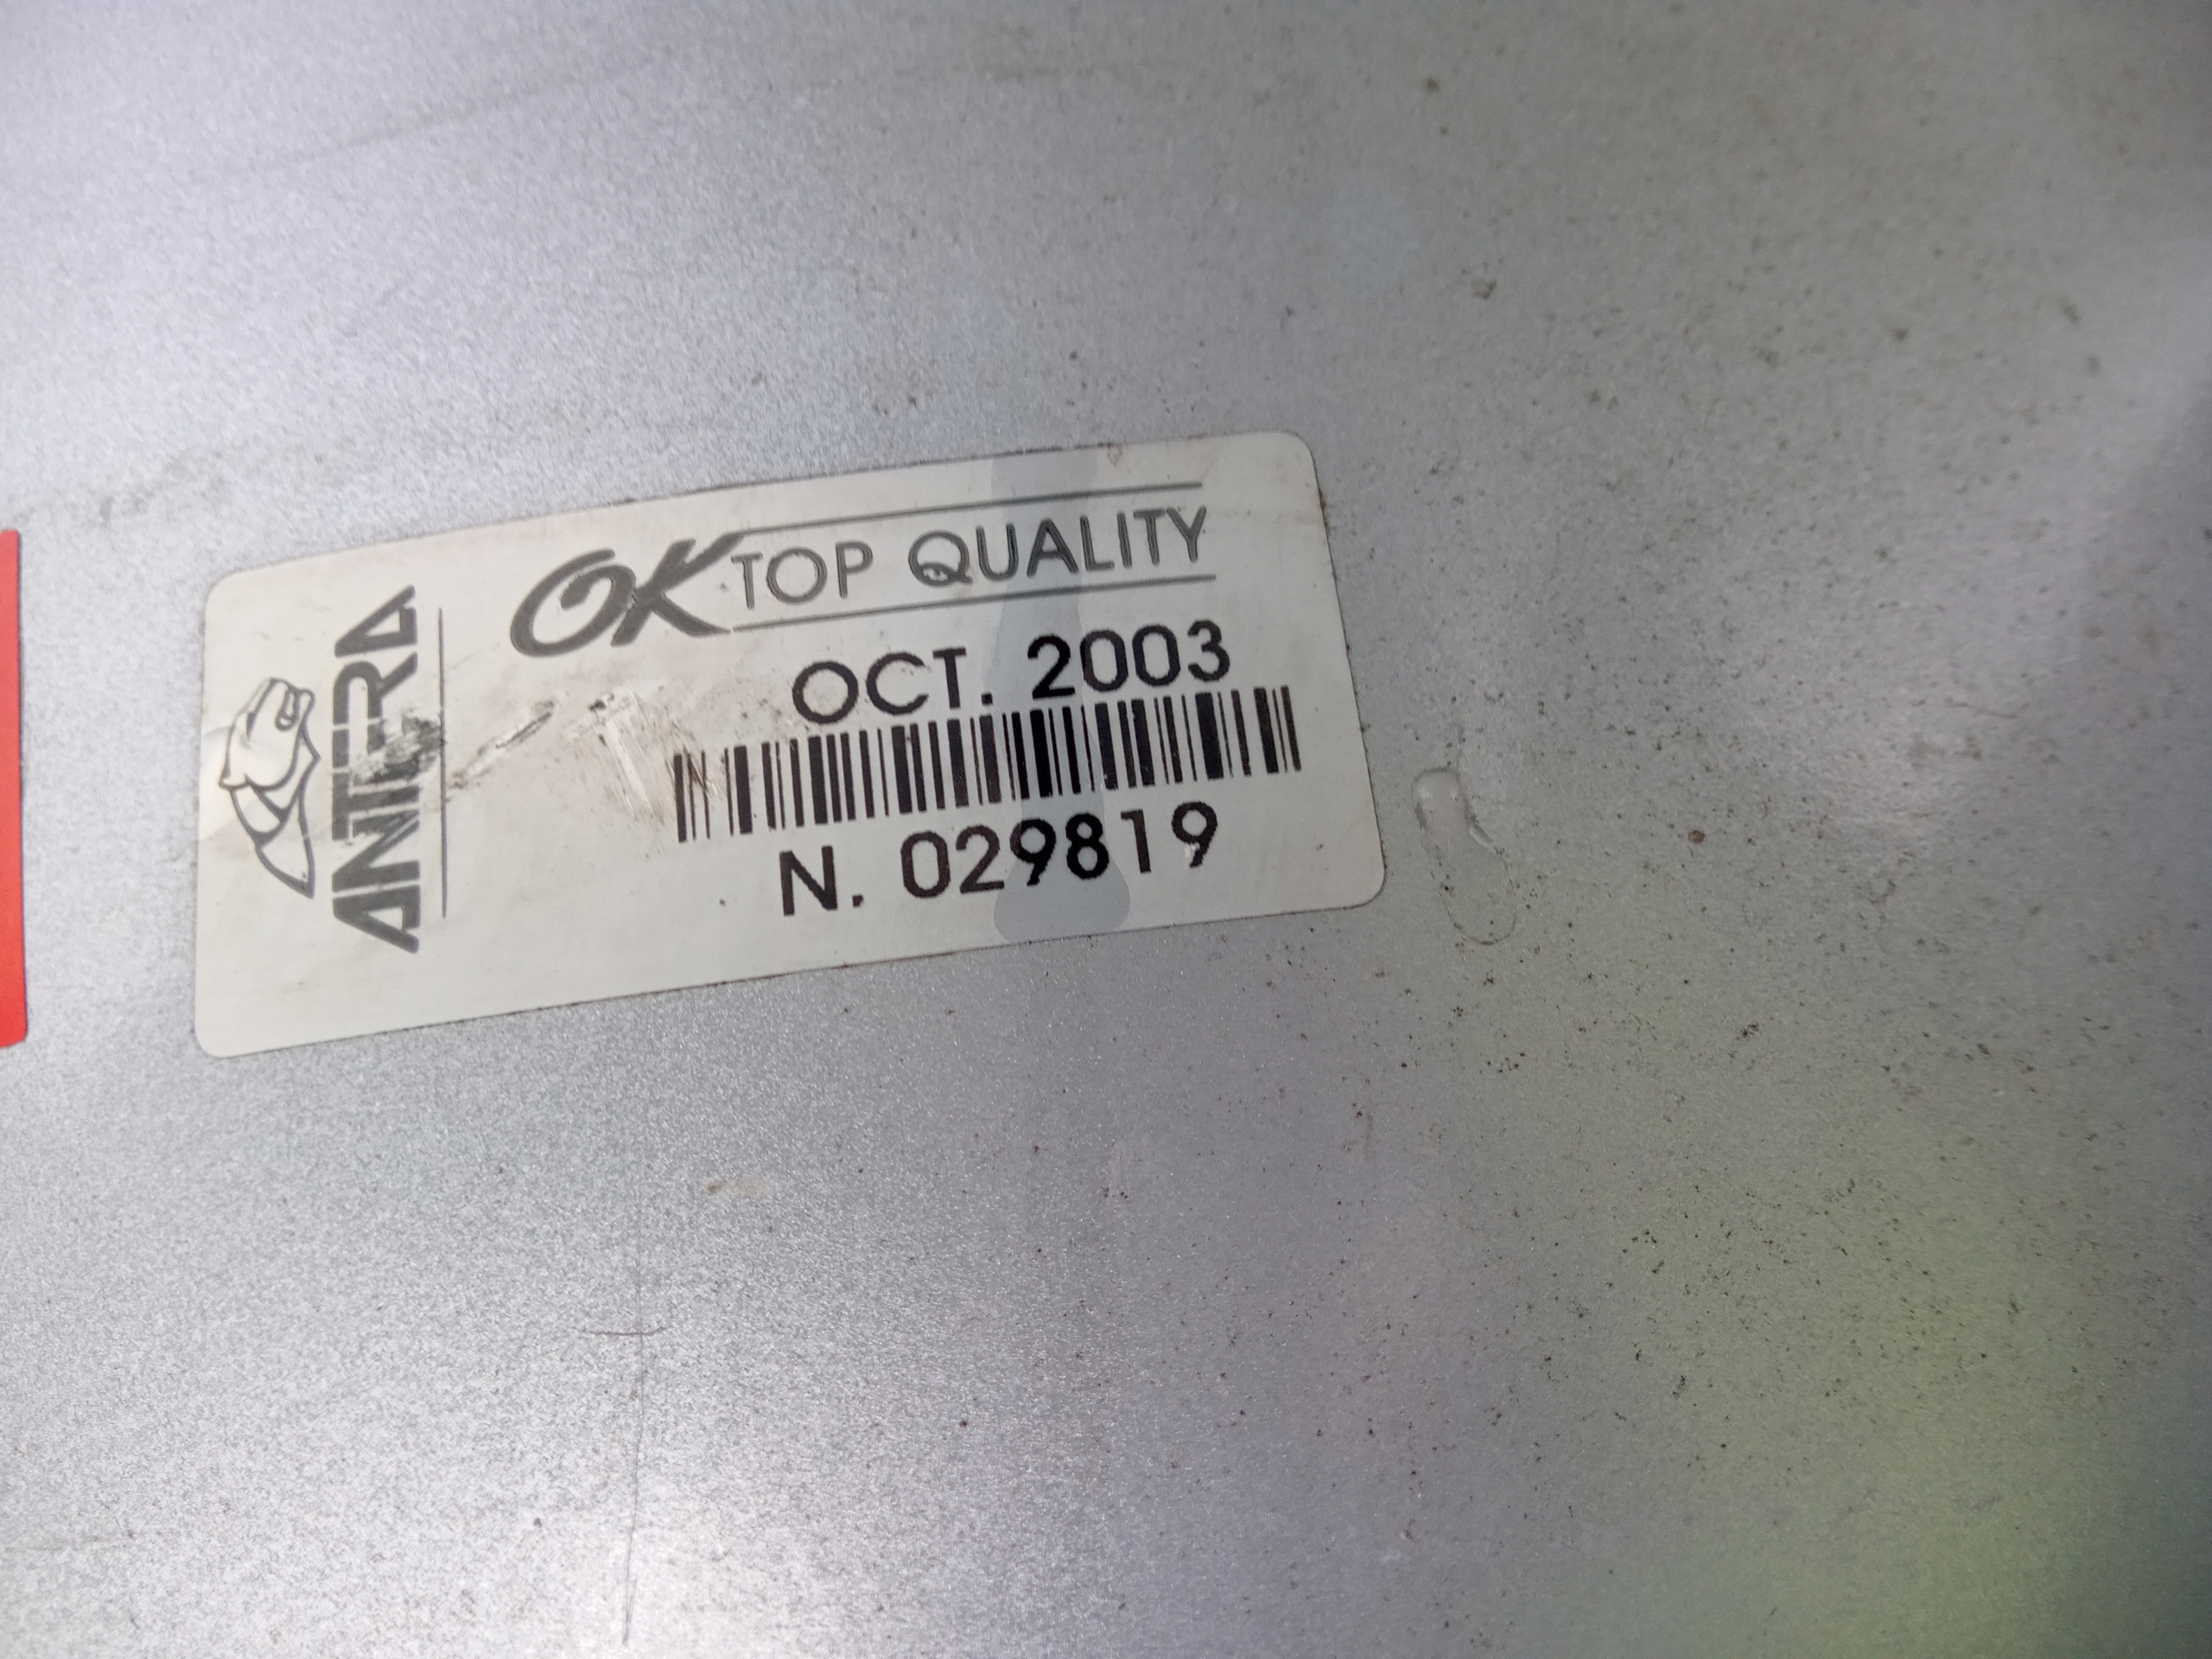 ANTERA
OK TOP QUALITY
OCT. 2003
N. 029819